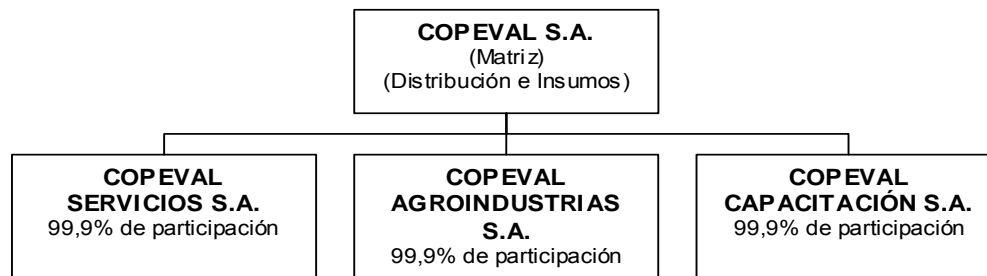 COPEVAL S.A.
(Matriz)
(Distribución e Insumos)
COPEVAL
SERVICIOS S.A.
99,9% de participación
COPEVAL
AGROINDUSTRIAS
S.A.
99,9% de participación
COPEVAL
CAPACITACIÓN S.A.
99,9% de participación